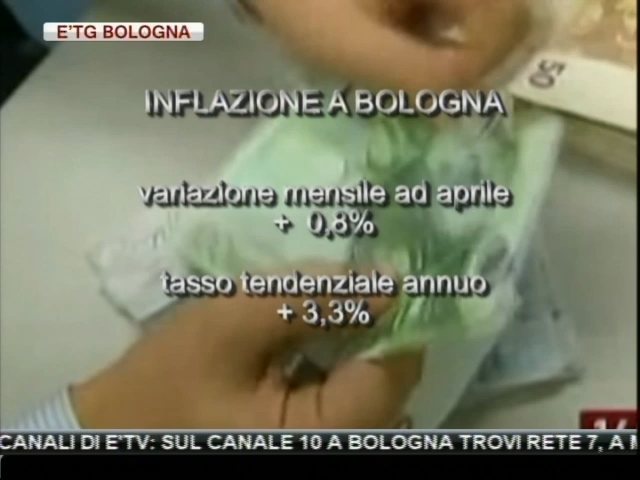 E'TG BOLOGNA
50
INFLAZIONE A BOLOGNA
variazione mensile ad aprile
+ 0,8%
tasso tendenziale annuo
+ 3,3%
CANALI DI E'TV: SUL CANALE 10 A BOLOGNA TROVI RETE 7, A